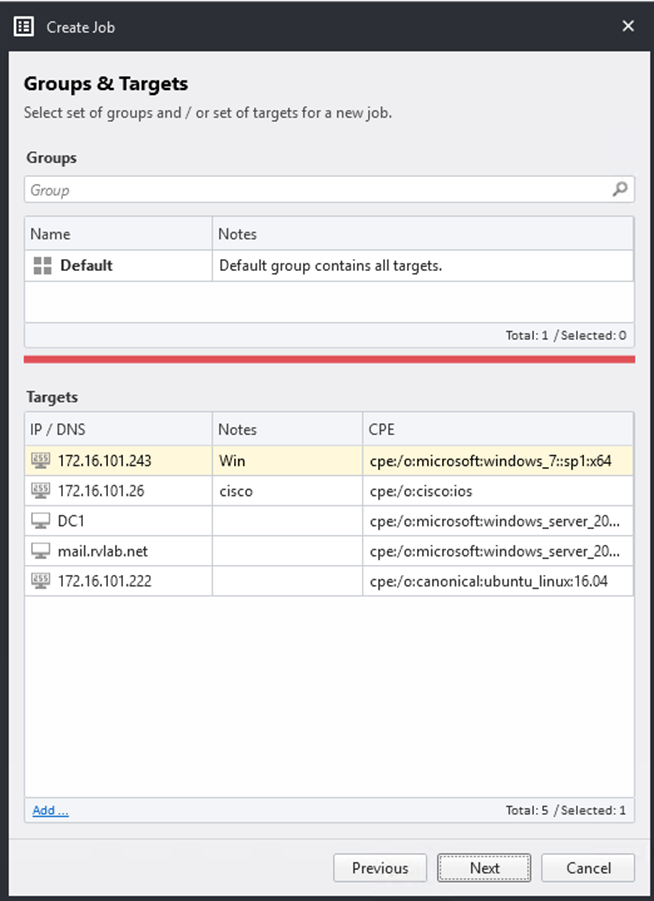 Create Job
Groups & Targets
Select set of groups and / or set of targets for a new job.
Groups
Group
Name Notes
Default Default group contains all targets.
Total: 1 / Selected: 0
Targets
IP / DNS Notes CPE
255 172.16.101.243 Win cpe:/o:microsoft:windows_7::sp1:x64
255 172.16.101.26 cisco cpe:/o:cisco:ios
DC1 cpe:/o:microsoft:windows_server_20...
mail.rvlab.net cpe:/o:microsoft:windows_server_20...
255 172.16.101.222 cpe:/o:canonical:ubuntu_linux:16.04
Add ... Total: 5 / Selected: 1
Previous Next Cancel